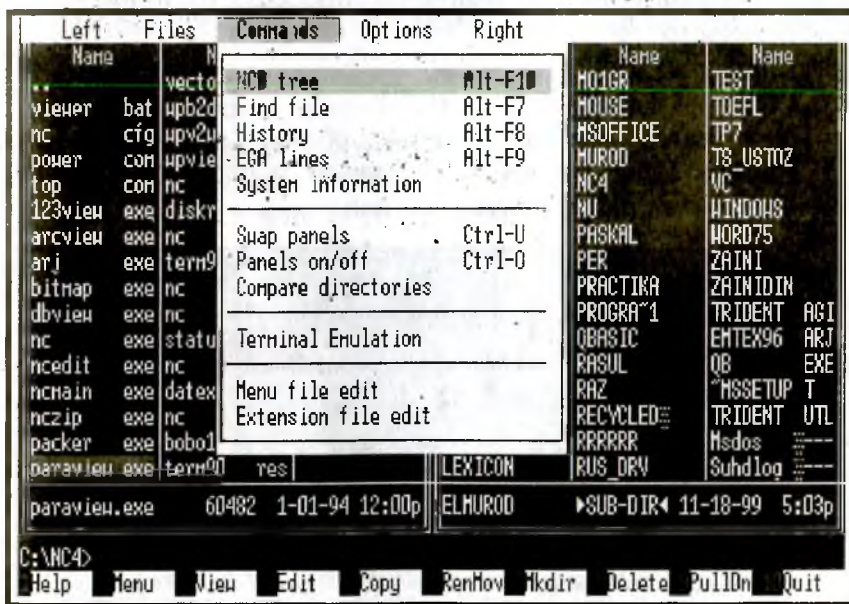 Left Files Commands Options Right
Name
Name Name
.. vecto NCD tree Alt-F10 MO1GR TEST
viewer bat wpb2d Find file Alt-F7 MOUSE TOEFL
nc cfg wpv2w History Alt-F8 MSOFFICE TP7
power com wpvie EGA lines Alt-F9 MUROD TS_USTOZ
top com nc System information NC4 VC
123view exe diskr NU WINDOWS
arcview exe nc Swap panels Ctrl-U PASKAL WORD75
arj exe term9 Panels on/off Ctrl-O PER ZAINI
bitmap exe nc Compare directories PRACTIKA ZAINIDIN
dbview exe nc PROGRA~1 TRIDENT AGI
nc exe statu Terminal Emulation QBASIC EMTEX96 ARJ
ncedit exe nc RASUL QB EXE
ncmain exe datex Menu file edit RAZ ~MSSETUP T
nczip exe nc Extension file edit RECYCLED TRIDENT UTL
packer exe bobo1 RRRRRR Msdos ---
paraview exe term90 res LEXICON RUS_DRV Suhdlog ---
paraview.exe 60482 1-01-94 12:00p ELMUROD ►SUB-DIR◄ 11-18-99 5:03p
C:\NC4>
Help Menu View Edit Copy RenMov Mkdir Delete PullDn Quit